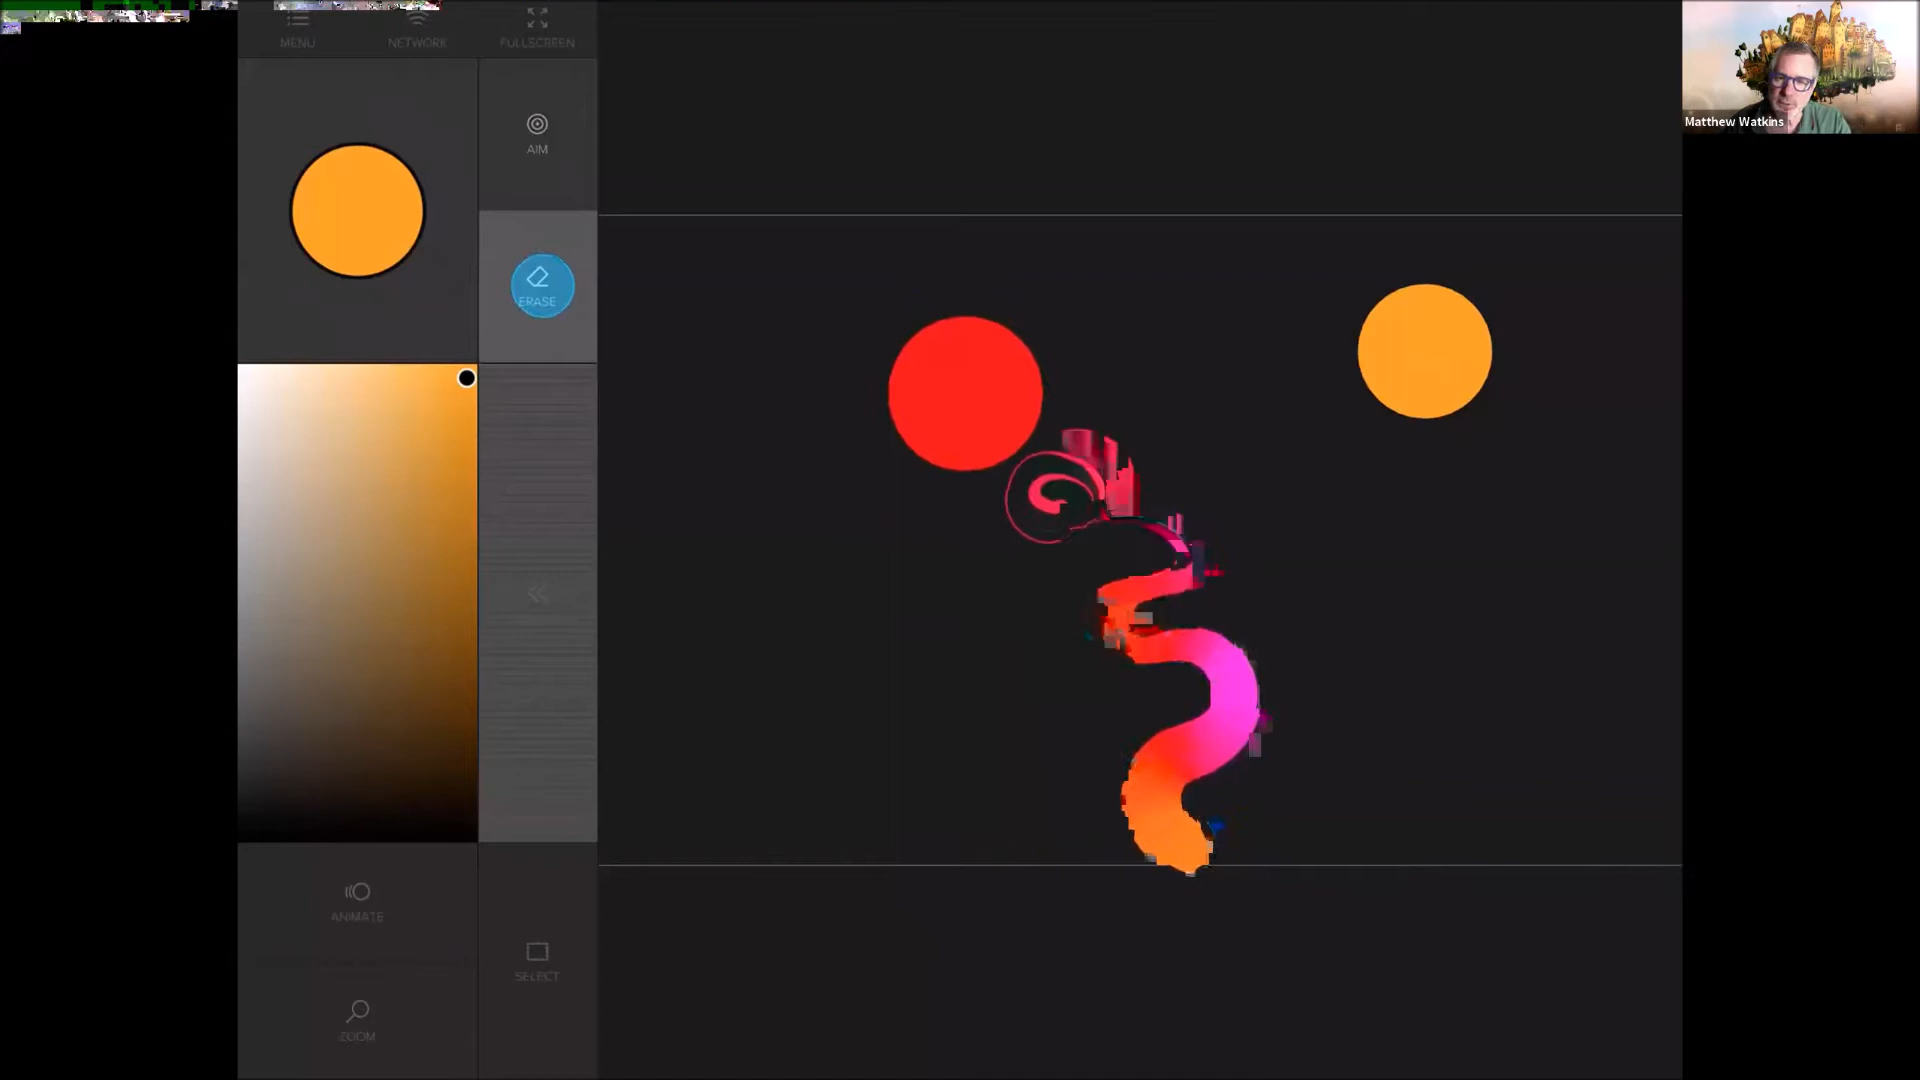 MENU
NETWORK
FULLSCREEN
AIM
ERASE
ANIMATE
SELECT
ZOOM
Matthew Watkins